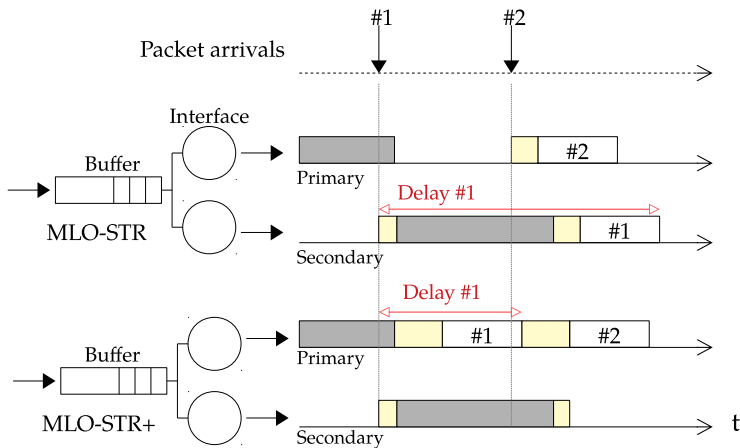 #1 #2
Packet arrivals
Interface
Buffer
#2
Primary
Delay #1
MLO-STR
#1
Secondary
Delay #1
Buffer
#1 #2
Primary
MLO-STR+
t
Secondary